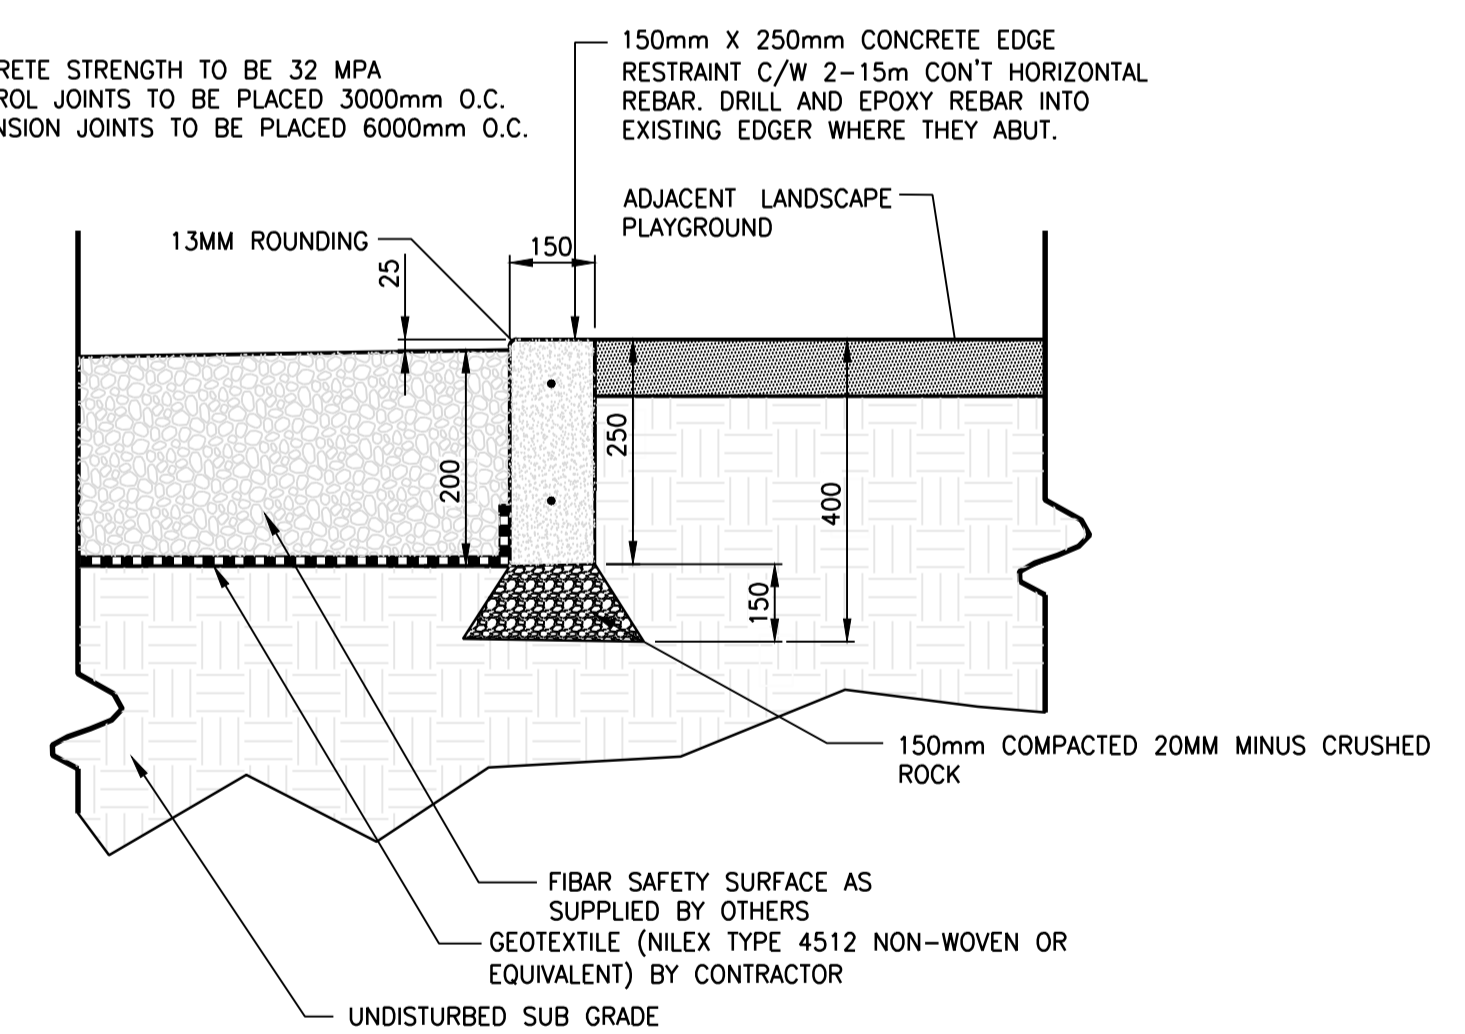 RETE STRENGTH TO BE 32 MPA
ROL JOINTS TO BE PLACED 3000mm O.C.
NSION JOINTS TO BE PLACED 6000mm O.C.
150mm X 250mm CONCRETE EDGE
RESTRAINT C/W 2-15m CON'T HORIZONTAL
REBAR. DRILL AND EPOXY REBAR INTO
EXISTING EDGER WHERE THEY ABUT.
ADJACENT LANDSCAPE
PLAYGROUND
13MM ROUNDING
150
25
200
250
400
150
150mm COMPACTED 20MM MINUS CRUSHED
ROCK
FIBAR SAFETY SURFACE AS
SUPPLIED BY OTHERS
GEOTEXTILE (NILEX TYPE 4512 NON-WOVEN OR
EQUIVALENT) BY CONTRACTOR
UNDISTURBED SUB GRADE